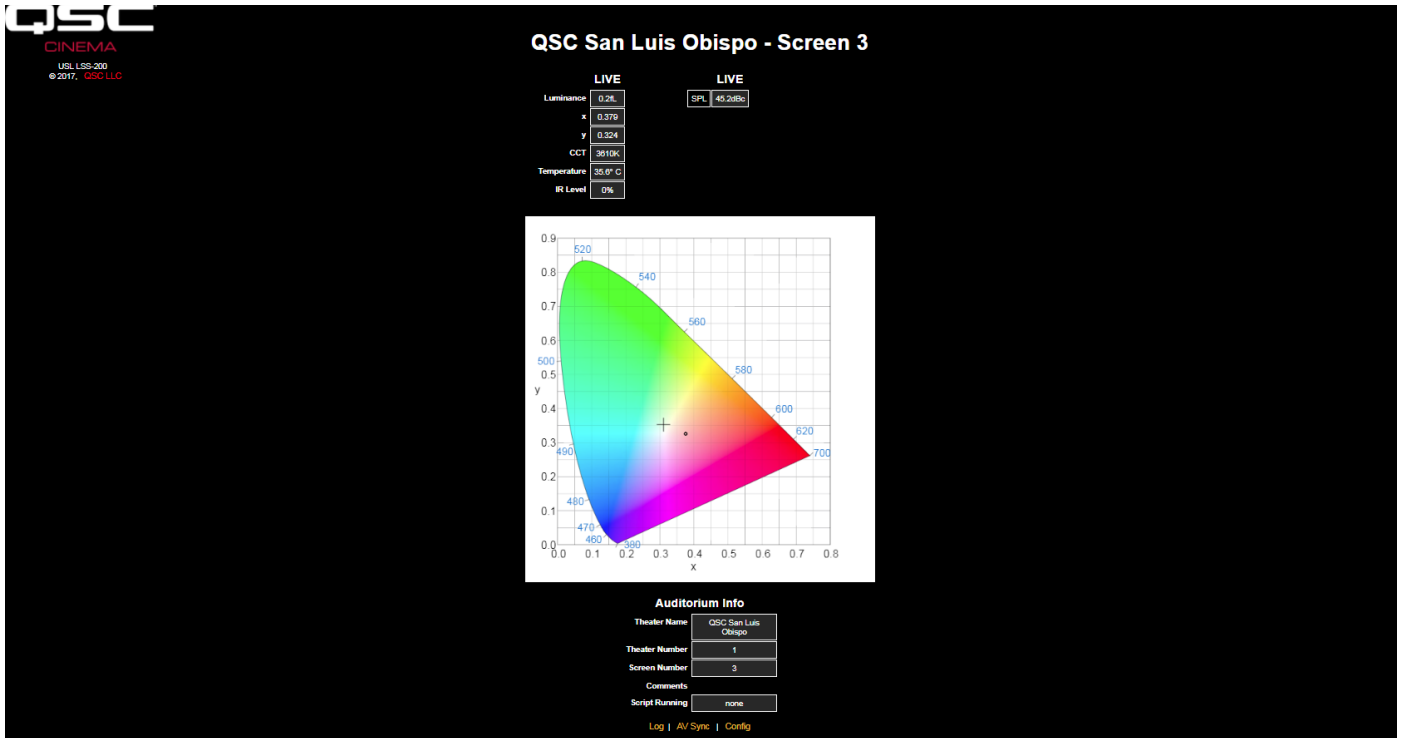 QSC
CINEMA
USL LSS-200
© 2017, QSC LLC
QSC San Luis Obispo - Screen 3
LIVE LIVE
Luminance 0.2fL SPL 45.2dBc
x 0.379
y 0.324
CCT 3610K
Temperature 35.6° C
IR Level 0%
0.9
520
0.8
540
0.7
560
0.6
500
580
0.5
y
0.4
600
620
0.3
490
700
0.2
480
0.1
470
460
380
0.0
0.0 0.1 0.2 0.3 0.4 0.5 0.6 0.7 0.8
x
Auditorium Info
Theater Name QSC San Luis
Obispo
Theater Number 1
Screen Number 3
Comments
Script Running none
Log | AV Sync | Config